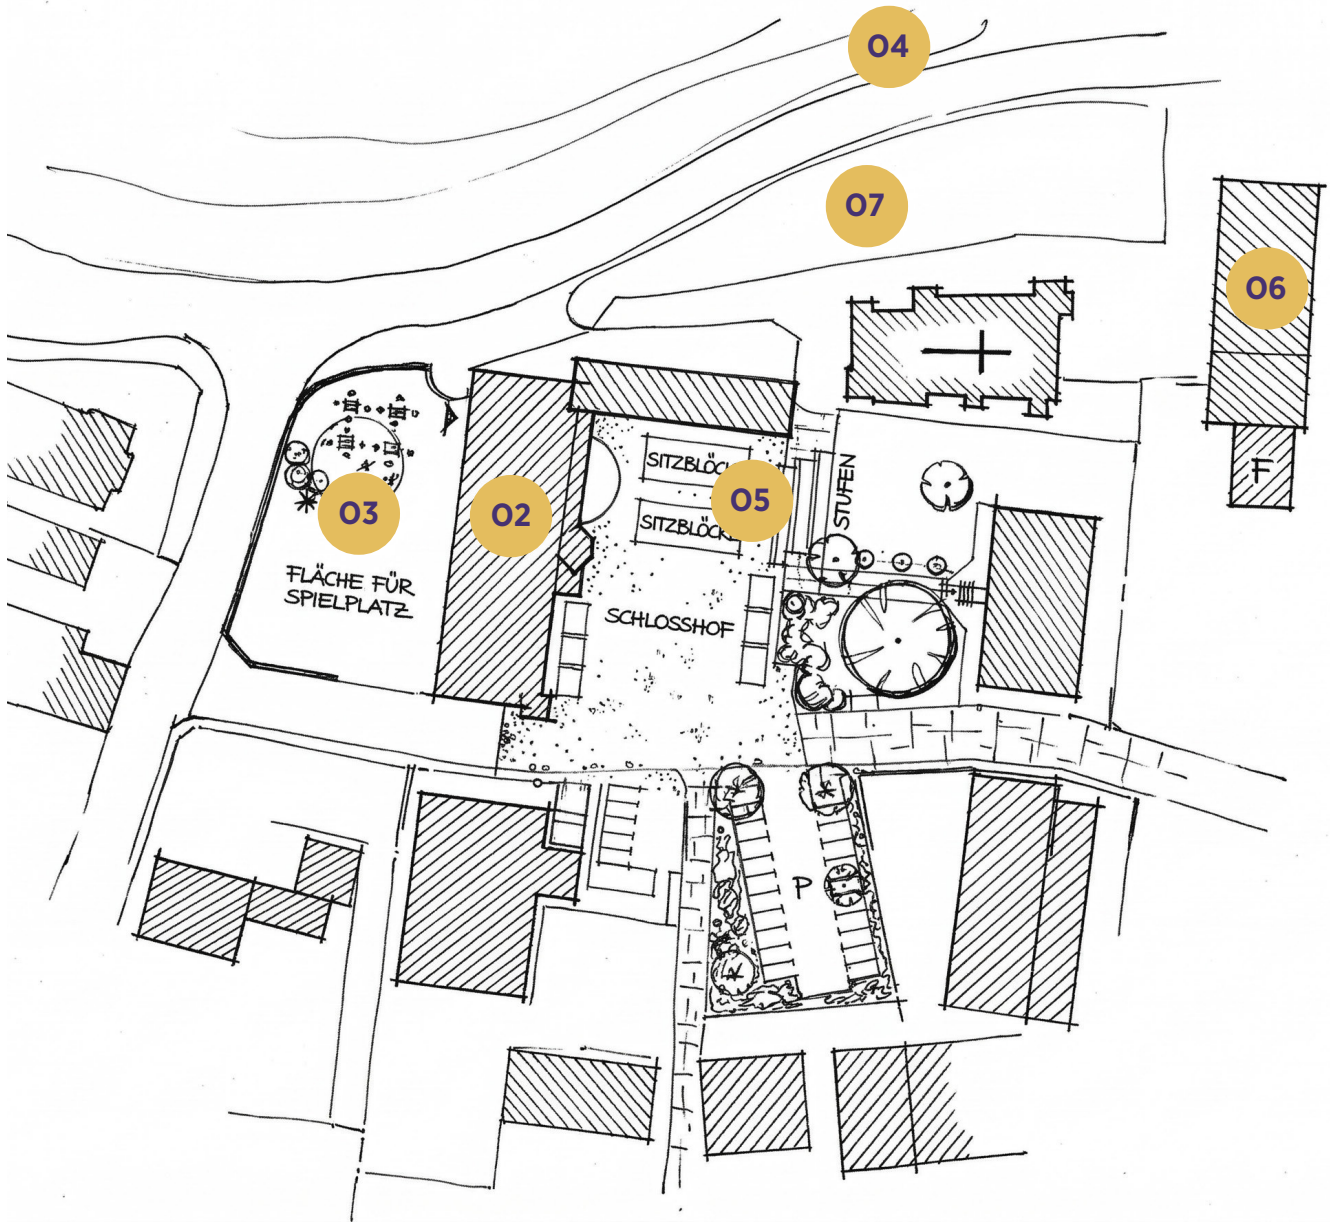 04
07
06
SITZBLÖC
05
STUFEN
F
03
02
SITZBLÖCK
FLÄCHE FÜR
SPIELPLATZ
SCHLOSSHOF
P